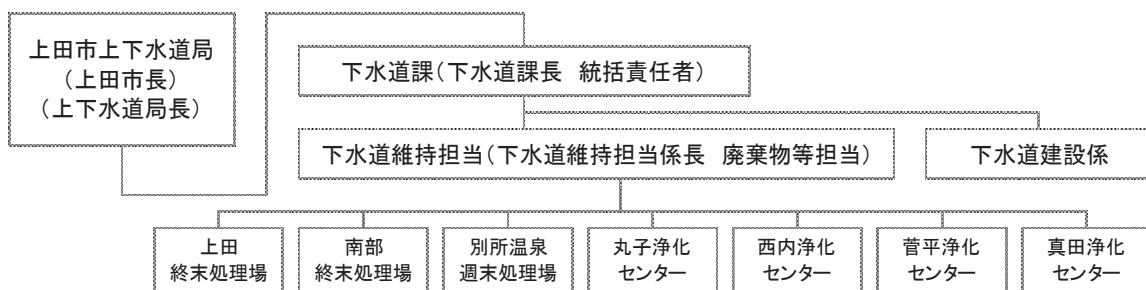 上田市上下水道局
（上田市長）
（上下水道局長）
下水道課（下水道課長　統括責任者）
下水道維持担当（下水道維持担当係長　廃棄物等担当）
下水道建設係
上田
終末処理場
南部
終末処理場
別所温泉
週末処理場
丸子浄化
センター
西内浄化
センター
菅平浄化
センター
真田浄化
センター